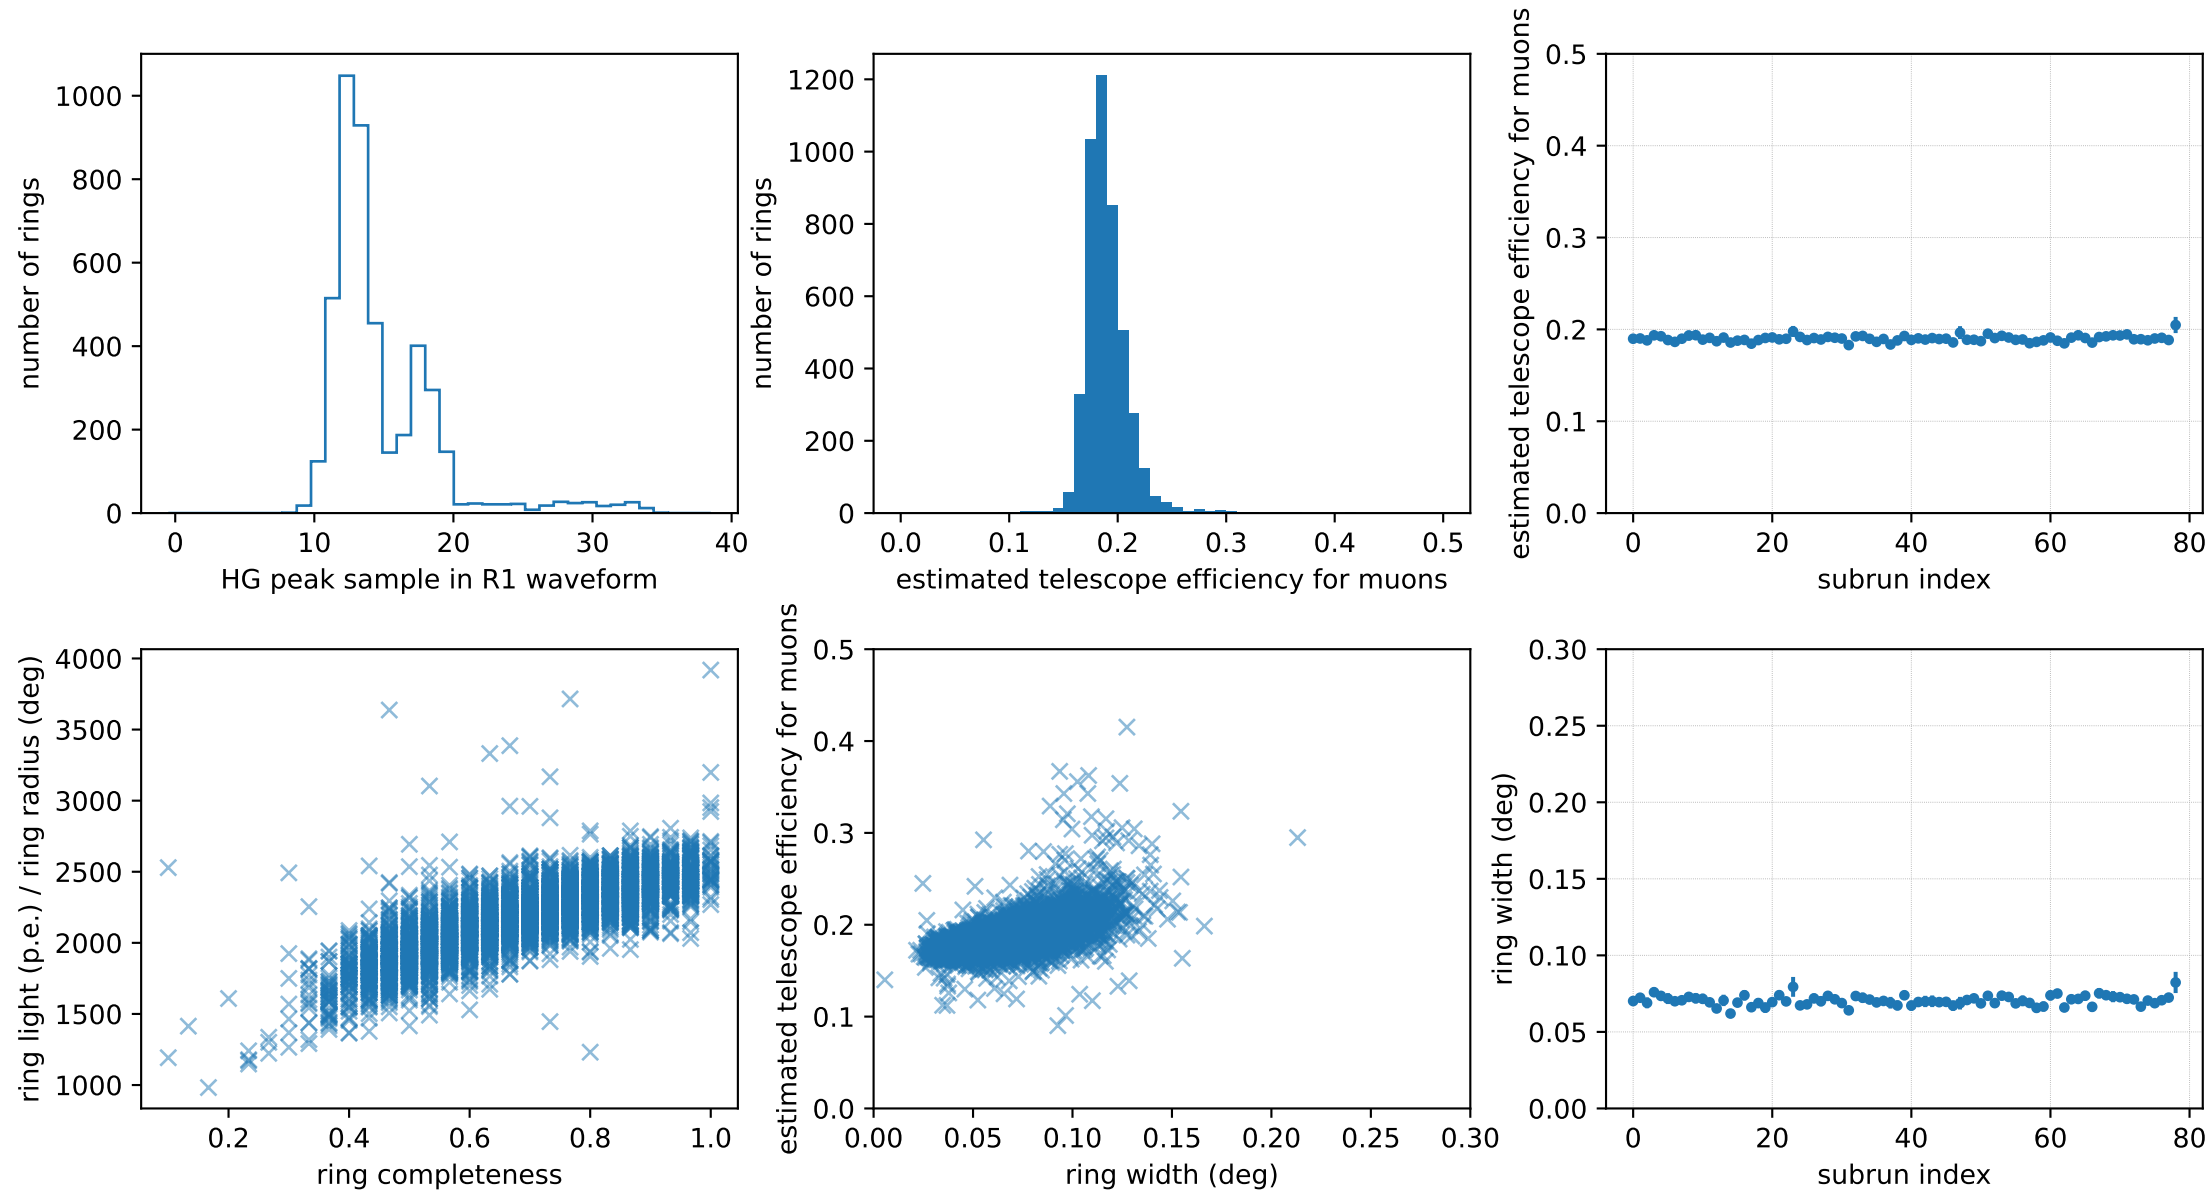 number of rings
1000
800
600
400
200
0
0 10 20 30 40
HG peak sample in R1 waveform
number of rings
1200
1000
800
600
400
200
0
0.0 0.1 0.2 0.3 0.4 0.5
estimated telescope efficiency for muons
estimated telescope efficiency for muons
0.5
0.4
0.3
0.2
0.1
0.0
0 20 40 60 80
subrun index
ring light (p.e.) / ring radius (deg)
4000
3500
3000
2500
2000
1500
1000
0.2 0.4 0.6 0.8 1.0
ring completeness
estimated telescope efficiency for muons
0.5
0.4
0.3
0.2
0.1
0.0
0.00 0.05 0.10 0.15 0.20 0.25 0.30
ring width (deg)
ring width (deg)
0.30
0.25
0.20
0.15
0.10
0.05
0.00
0 20 40 60 80
subrun index